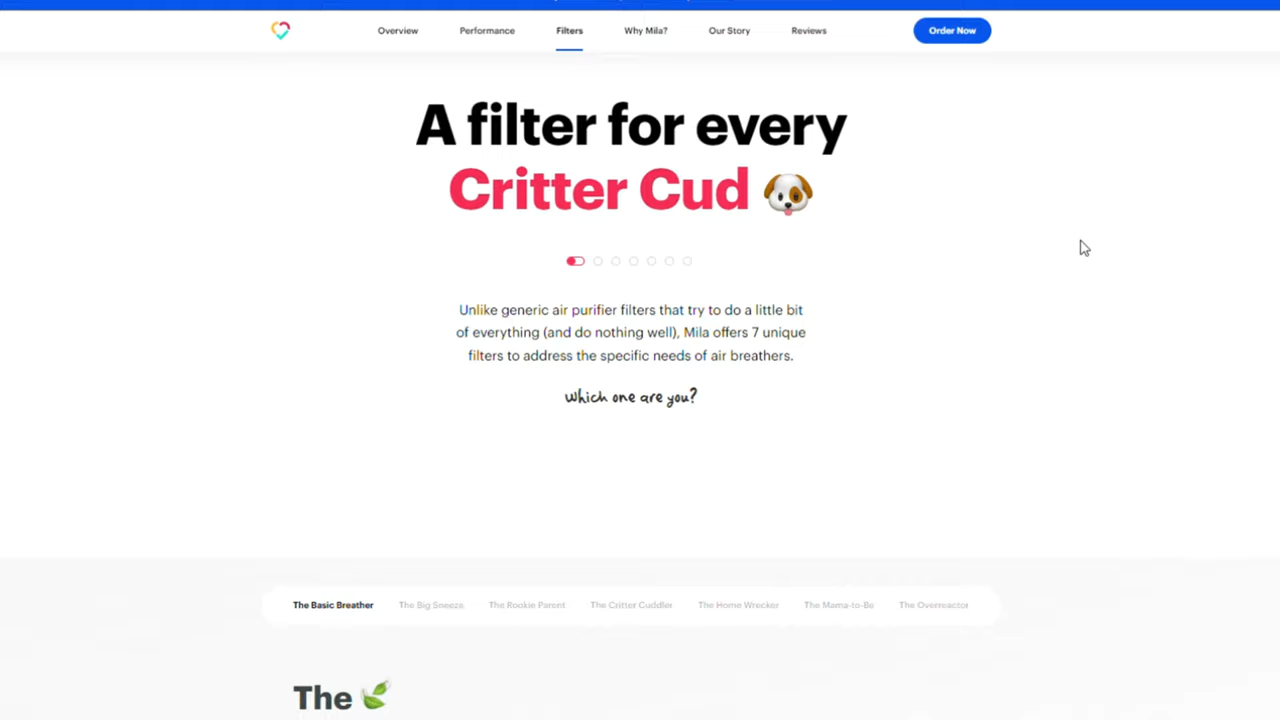 Overview Performance Filters Why Mila? Our Story Reviews Order Now
A filter for every
Critter Cud
Unlike generic air purifier filters that try to do a little bit
of everything (and do nothing well), Mila offers 7 unique
filters to address the specific needs of air breathers.
Which one are you?
The Basic Breather The Big Sneeze The Rookie Parent The Critter Cuddler The Home Wrecker The Mama-to-Be The Overreactor
The